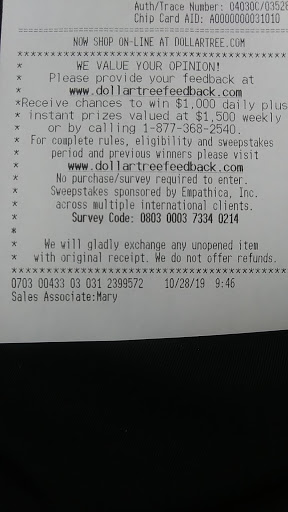 Auth/Trace Number: 04030C/03528
Chip Card AID: A0000000031010
NOW SHOP ON-LINE AT DOLLARTREE.COM
******************************************
* WE VALUE YOUR OPINION!
* Please provide your feedback at
* www.dollartreefeedback.com
*Receive chances to win $1,000 daily plus
* instant prizes valued at $1,500 weekly
* or by calling 1-877-368-2540.
* For complete rules, eligibility and sweepstakes
* period and previous winners please visit
* www.dollartreefeedback.com
* No purchase/survey required to enter.
* Sweepstakes sponsored by Empathica, Inc.
* across multiple international clients.
* Survey Code: 0803 0003 7334 0214
*
* We will gladly exchange any unopened item
* with original receipt. We do not offer refunds.
******************************************
0703 00433 03 031 2399572 10/28/19 9:46
Sales Associate:Mary